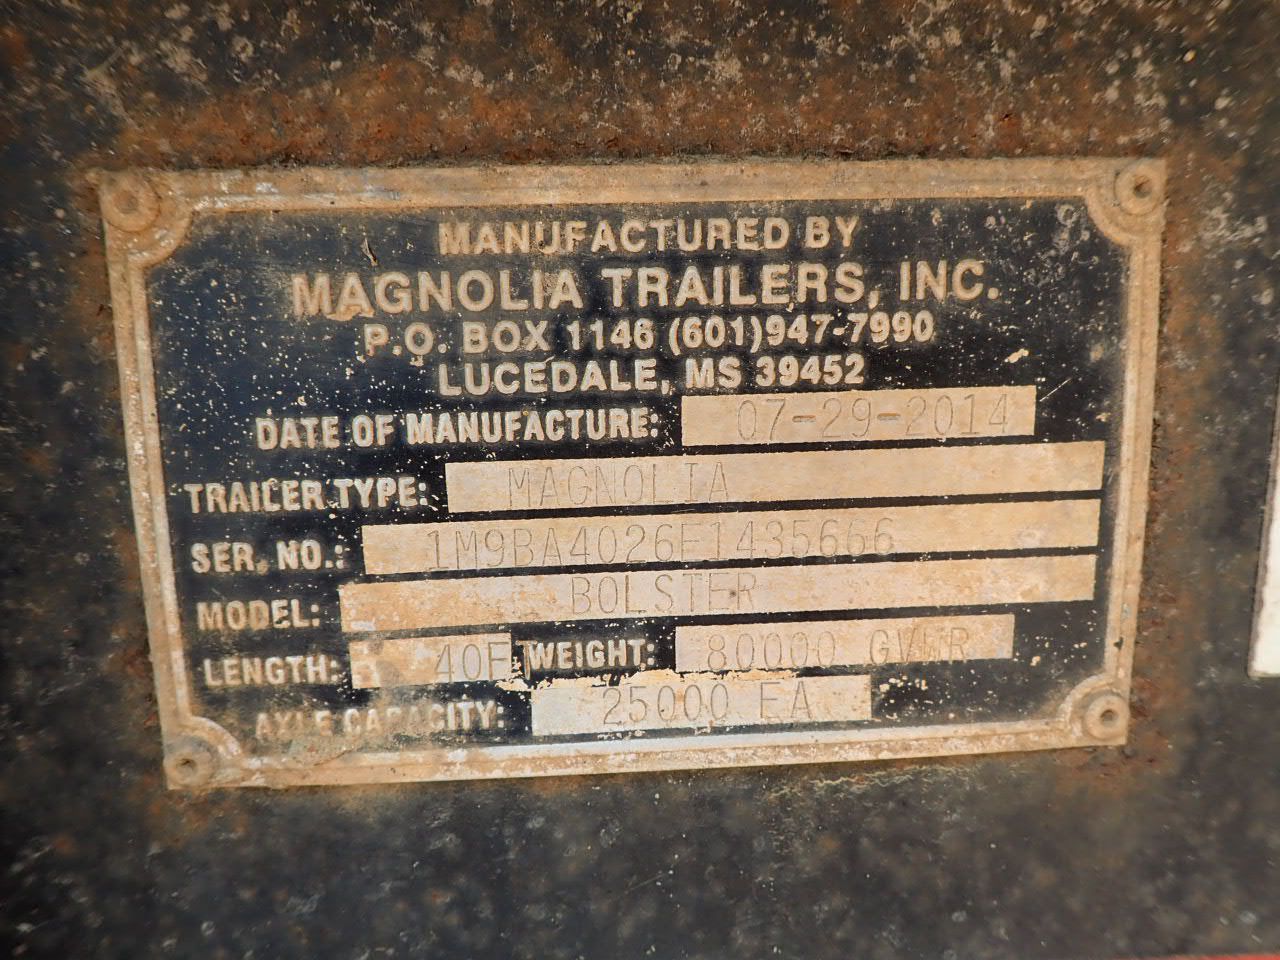 MANUFACTURED BY
MAGNOLIA TRAILERS, INC.
P.O. BOX 1146 (601)947-7990
LUCEDALE, MS 39452
DATE OF MANUFACTURE: 07-29-2014
TRAILER TYPE: MAGNOLIA
SER. NO.: 1M9BA4026E1435666
MODEL: BOLSTER
LENGTH: 40FT WEIGHT: 80000 GVWR
AXLE CAPACITY: 25000 EA